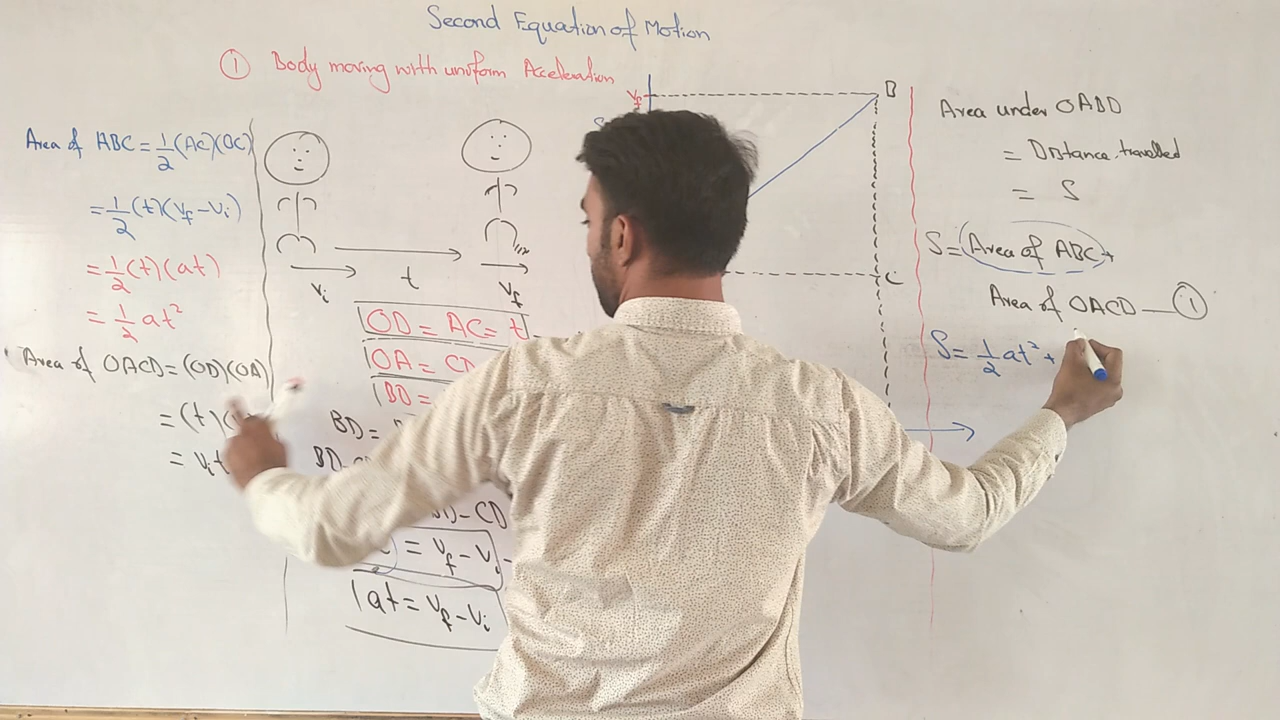 Second Equation of Motion
① Body moving with uniform Acceleration
Area of ABC = 1/2 (AC)(OC)
= 1/2 (t)(vf - vi)
= 1/2 (t)(at)
= 1/2 at²
Area of OACD = (OD)(OA)
= (t)(
= vit
vi
t
vf
OD = AC = t
OA = CD
BD =
BD =
BD - CD
= vf - vi
at = vf - vi
vf
B
C
Area under OABD
= Distance travelled
= S
S = Area of ABC +
Area of OACD — ①
S = 1/2 at² +